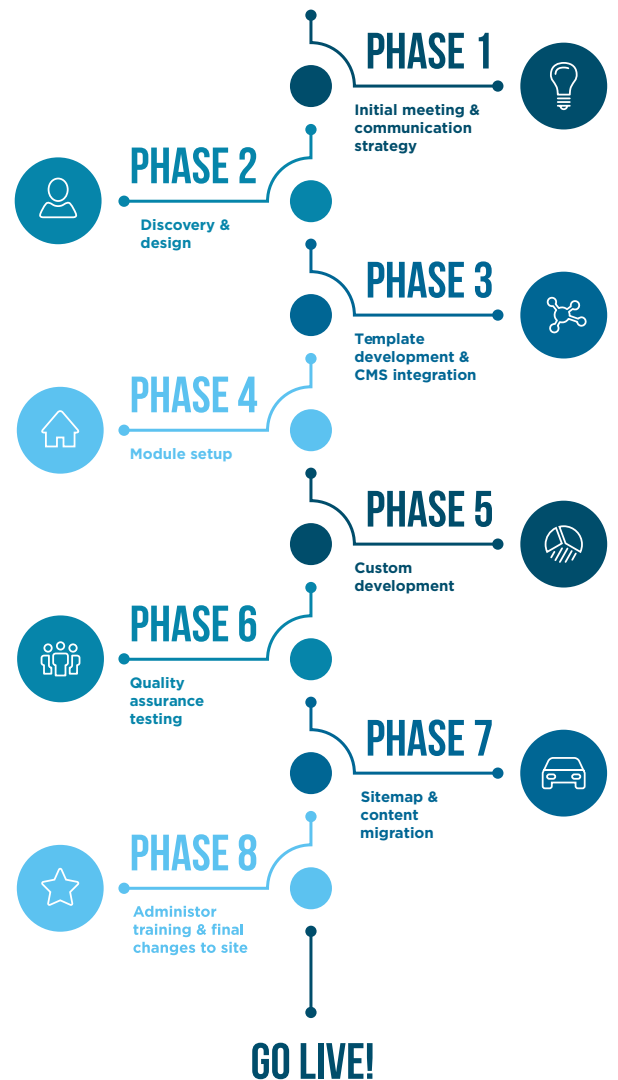 PHASE 1
Initial meeting &
communication
strategy
PHASE 2
Discovery &
design
PHASE 3
Template
development &
CMS integration
PHASE 4
Module setup
PHASE 5
Custom
development
PHASE 6
Quality
assurance
testing
PHASE 7
Sitemap &
content
migration
PHASE 8
Administor
training & final
changes to site
GO LIVE!